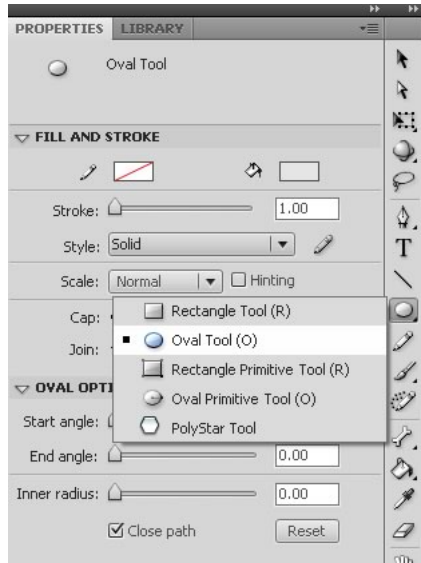 PROPERTIES LIBRARY
Oval Tool
FILL AND STROKE
Stroke: 1.00
Style: Solid
Scale: Normal Hinting
Cap:
Rectangle Tool (R)
Oval Tool (O)
Join:
Rectangle Primitive Tool (R)
OVAL OPTI
Oval Primitive Tool (O)
Start angle:
PolyStar Tool
End angle: 0.00
Inner radius: 0.00
Close path Reset
T